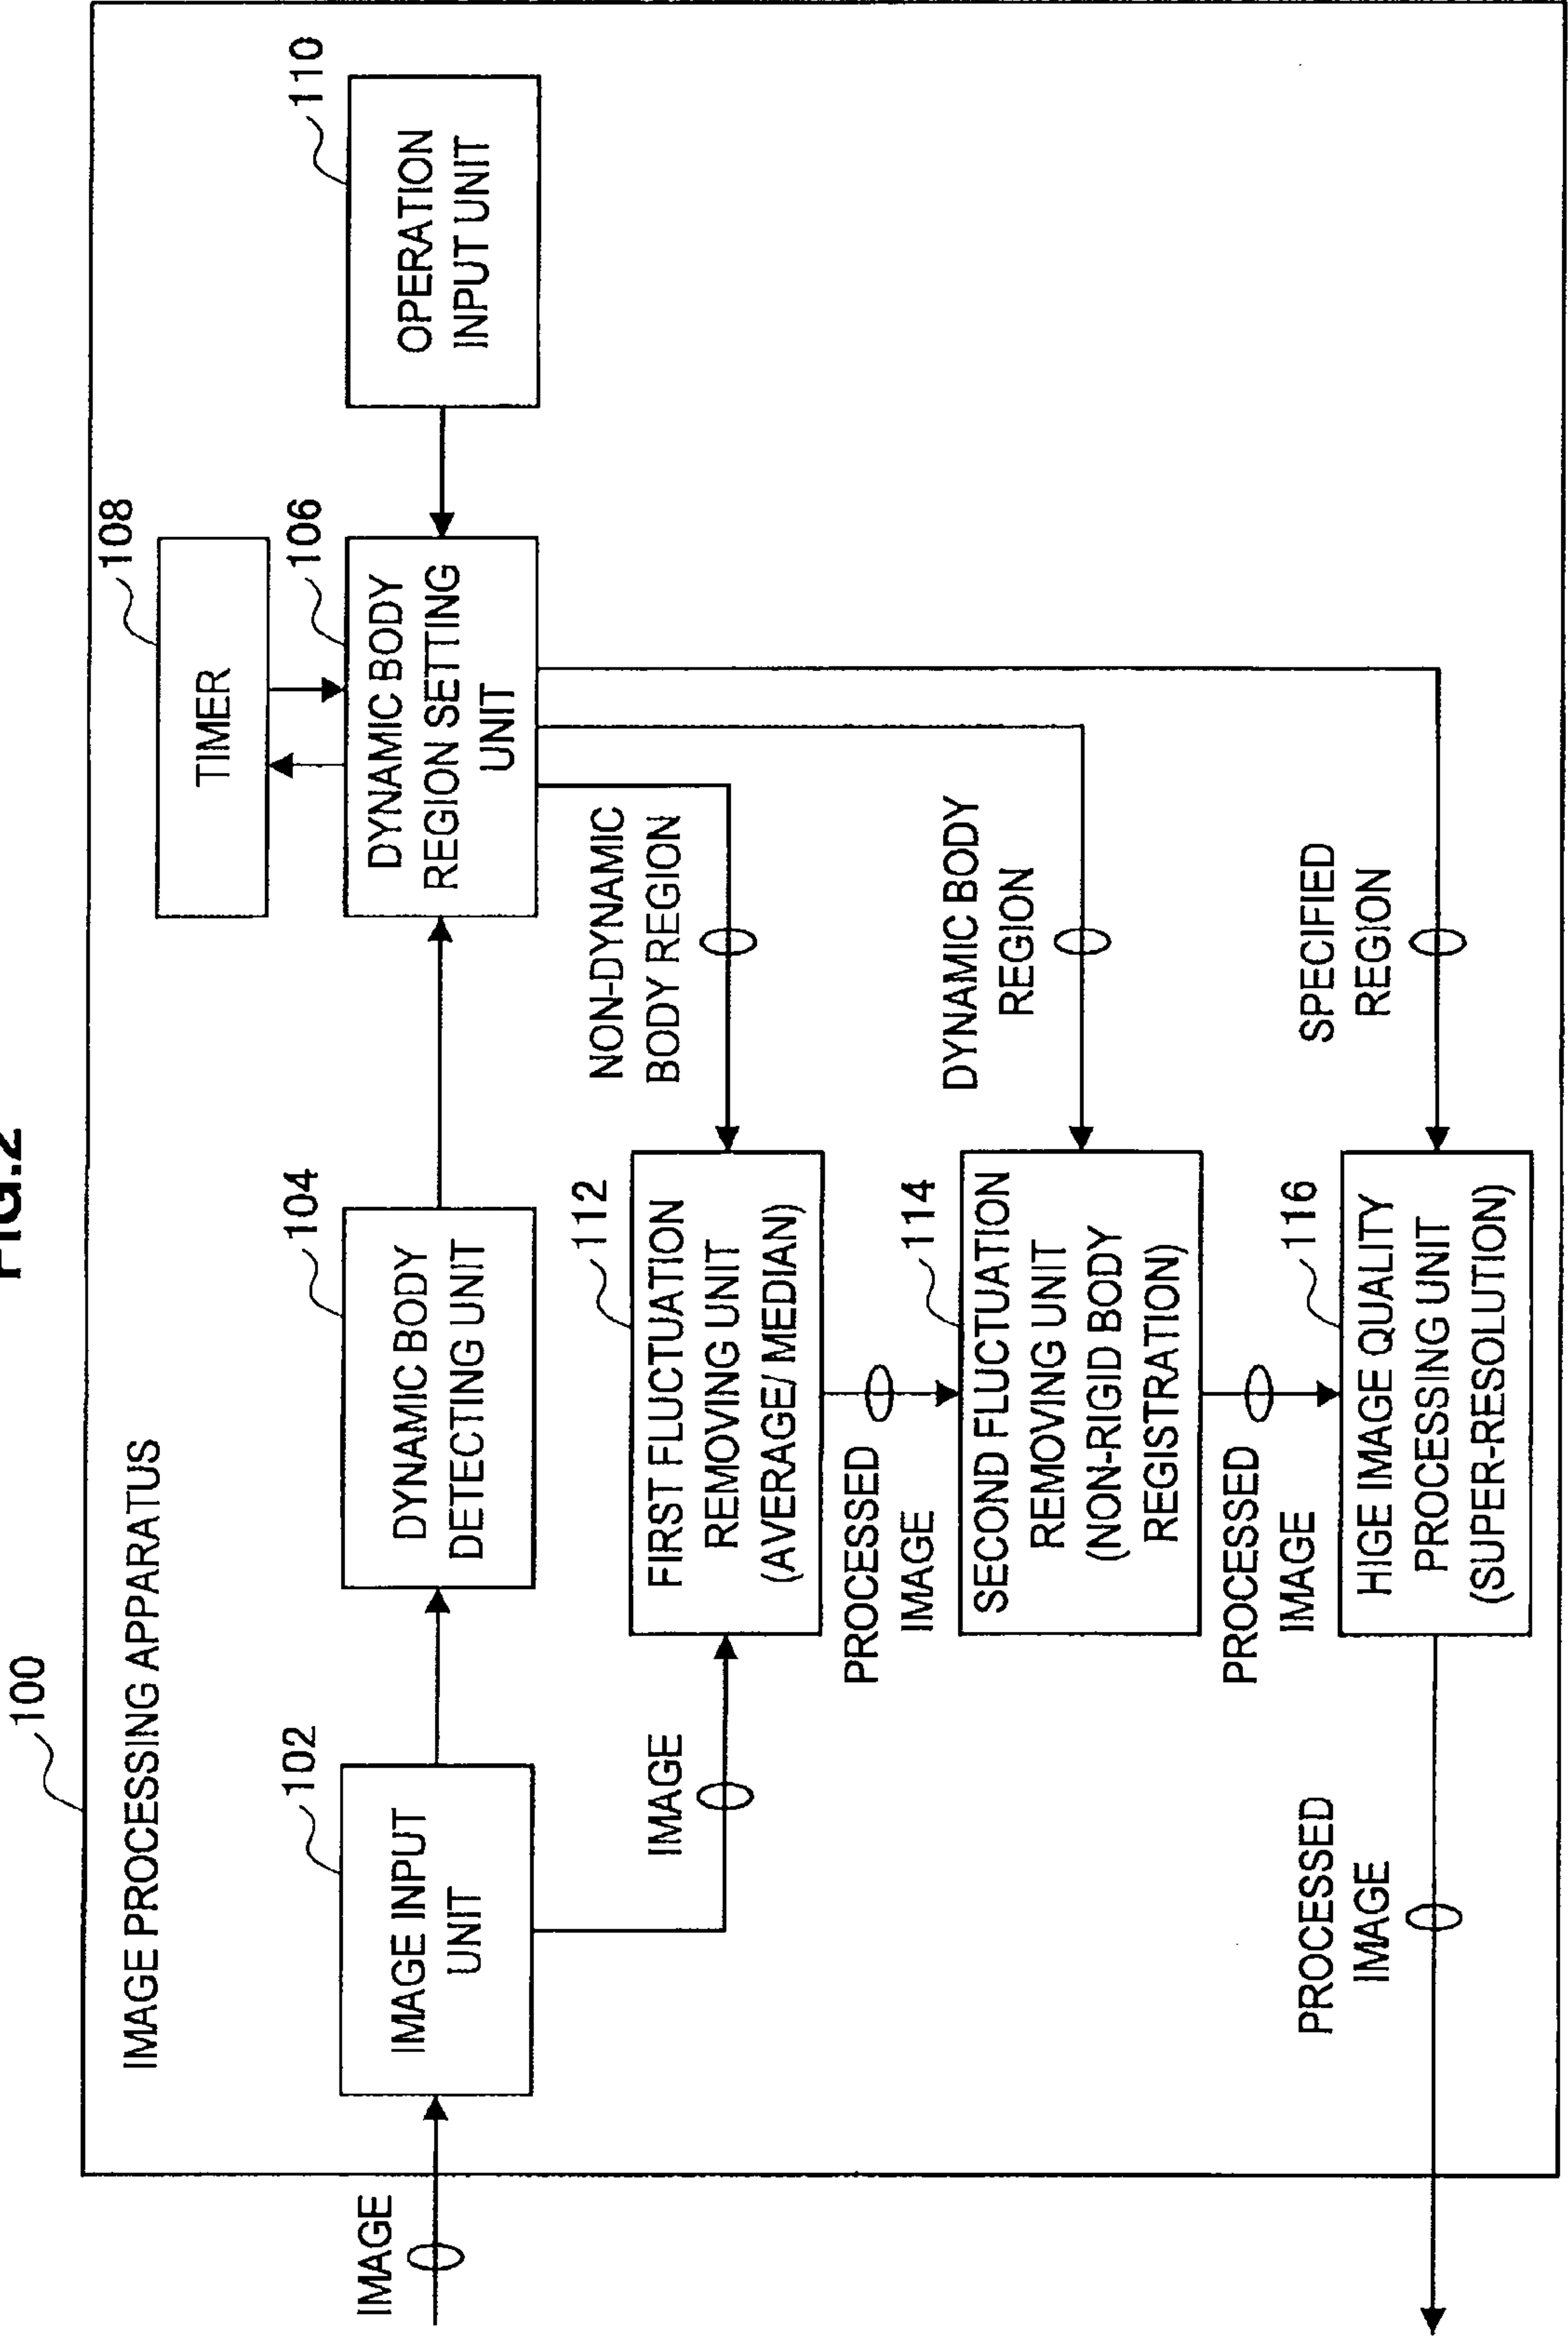 FIG.2
100
IMAGE PROCESSING APPARATUS
108
TIMER
IMAGE
102
IMAGE INPUT
UNIT
104
DYNAMIC BODY
DETECTING UNIT
106
DYNAMIC BODY
REGION SETTING
UNIT
110
OPERATION
INPUT UNIT
IMAGE
112
FIRST FLUCTUATION
REMOVING UNIT
(AVERAGE/ MEDIAN)
NON-DYNAMIC
BODY REGION
PROCESSED
IMAGE
114
SECOND FLUCTUATION
REMOVING UNIT
(NON-RIGID BODY
REGISTRATION)
DYNAMIC BODY
REGION
PROCESSED
IMAGE
116
HIGE IMAGE QUALITY
PROCESSING UNIT
(SUPER-RESOLUTION)
SPECIFIED
REGION
PROCESSED
IMAGE